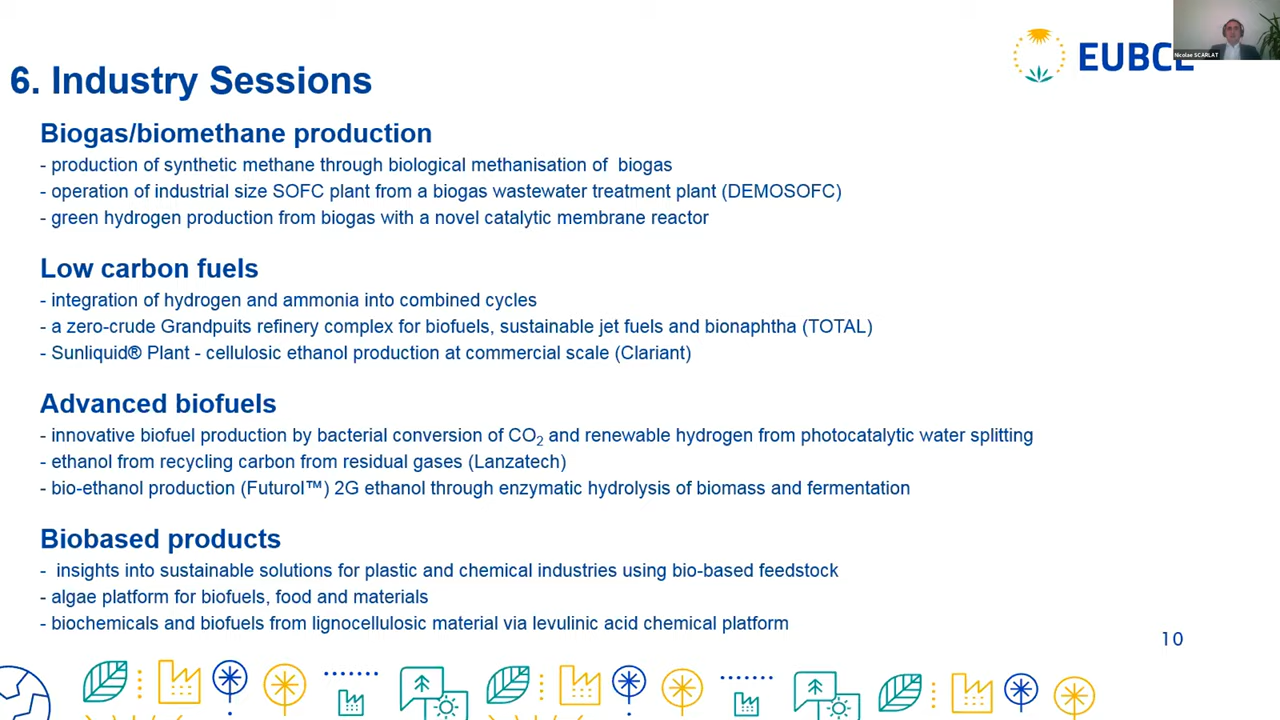 Nicolae SCARLAT
EUBCE
6. Industry Sessions
Biogas/biomethane production
- production of synthetic methane through biological methanisation of  biogas
- operation of industrial size SOFC plant from a biogas wastewater treatment plant (DEMOSOFC)
- green hydrogen production from biogas with a novel catalytic membrane reactor
Low carbon fuels
- integration of hydrogen and ammonia into combined cycles
- a zero-crude Grandpuits refinery complex for biofuels, sustainable jet fuels and bionaphtha (TOTAL)
- Sunliquid® Plant - cellulosic ethanol production at commercial scale (Clariant)
Advanced biofuels
- innovative biofuel production by bacterial conversion of CO₂ and renewable hydrogen from photocatalytic water splitting
- ethanol from recycling carbon from residual gases (Lanzatech)
- bio-ethanol production (Futurol™) 2G ethanol through enzymatic hydrolysis of biomass and fermentation
Biobased products
-  insights into sustainable solutions for plastic and chemical industries using bio-based feedstock
- algae platform for biofuels, food and materials
- biochemicals and biofuels from lignocellulosic material via levulinic acid chemical platform
10